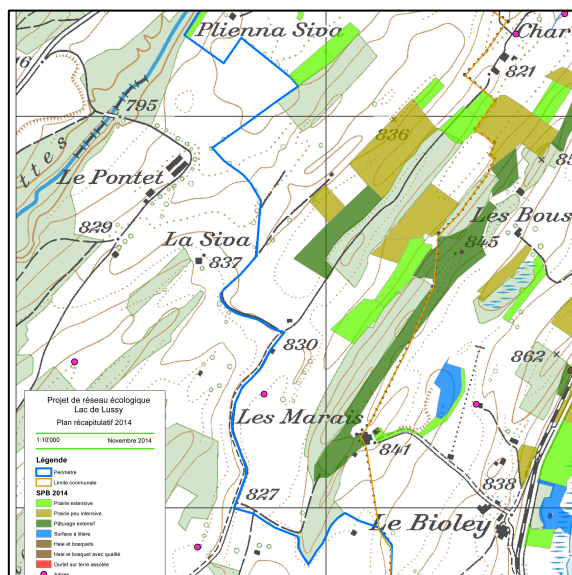 Plienna Siva
Char
821
795
836
Le Pontet
Les Bous
829
La Siva
845
837
830
862
Les Marais
841
838
827
Le Bioley
Projet de réseau écologique
Lac de Lussy
Plan récapitulatif 2014
1:10'000 Novembre 2014
Légende
Périmètre
Limite communale
SPB 2014
Prairie extensive
Prairie peu intensive
Pâturage extensif
Surface à litière
Haie et bosquets
Haie et bosquet avec qualité
Ourlet sur terre assolée
Arbres